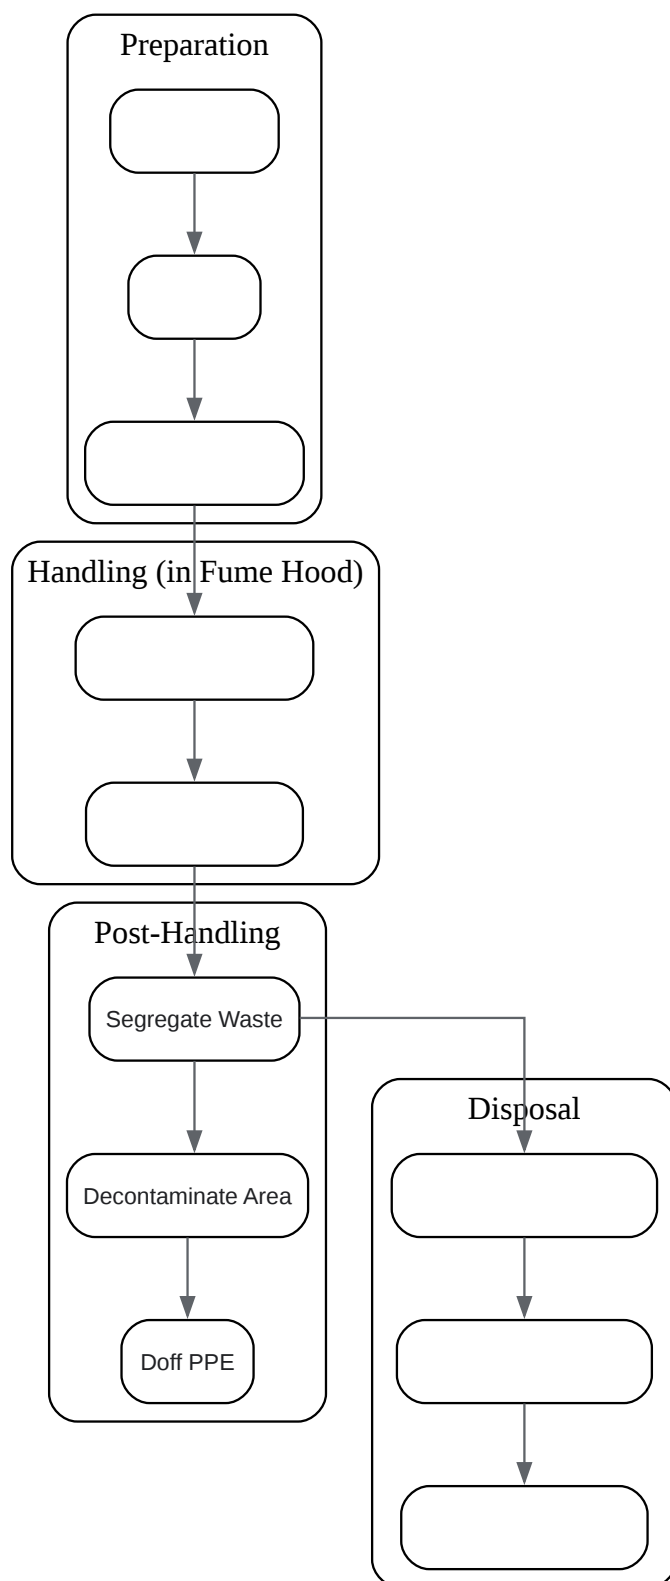 Preparation
Handling (in Fume Hood)
Post-Handling
Segregate Waste
Disposal
Decontaminate Area
Doff PPE